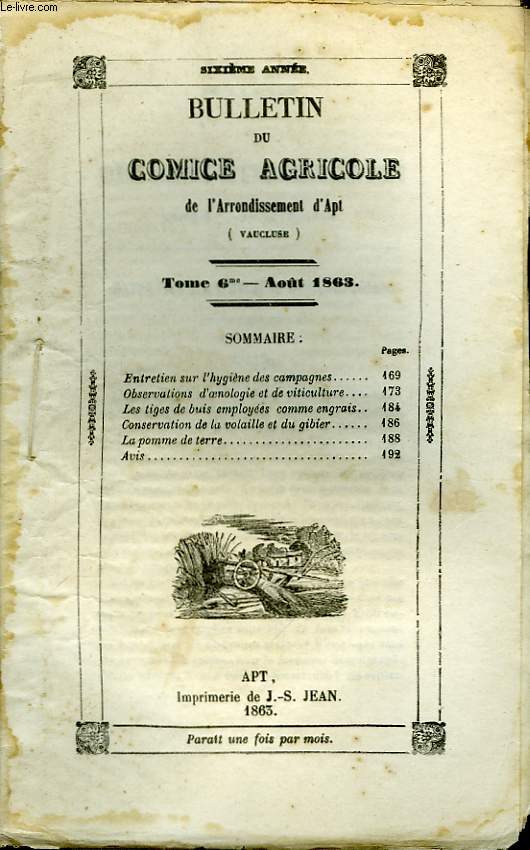 Le-livre.com
SIXIÈME ANNÉE.
BULLETIN
DU
COMICE AGRICOLE
de l'Arrondissement d'Apt
( VAUCLUSE )
Tome 6me — Août 1863.
SOMMAIRE :
Pages.
Entretien sur l'hygiène des campagnes...... 169
Observations d'œnologie et de viticulture.... 173
Les tiges de buis employées comme engrais.. 184
Conservation de la volaille et du gibier...... 186
La pomme de terre....................... 188
Avis................................... 192
APT,
Imprimerie de J.-S. JEAN.
1863.
Paraît une fois par mois.